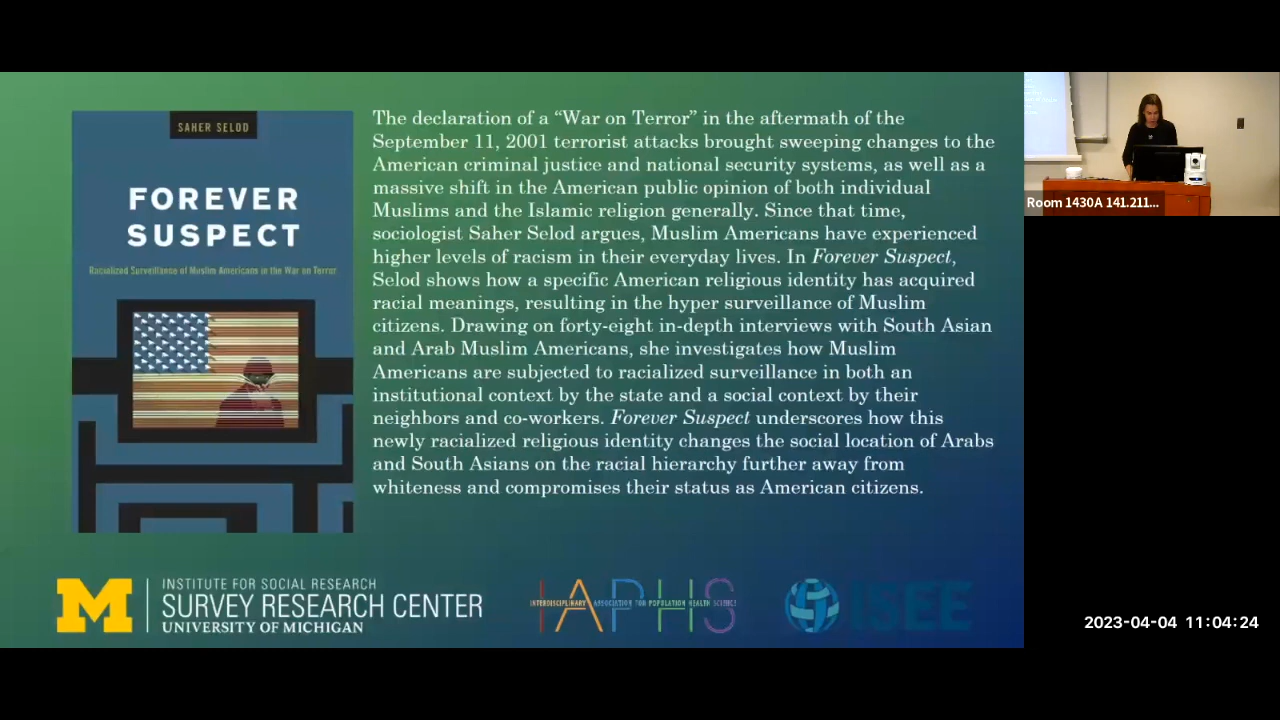 SAHER SELOD
FOREVER
SUSPECT
Racialized Surveillance of Muslim Americans in the War on Terror
The declaration of a “War on Terror” in the aftermath of the
September 11, 2001 terrorist attacks brought sweeping changes to the
American criminal justice and national security systems, as well as a
massive shift in the American public opinion of both individual
Muslims and the Islamic religion generally. Since that time,
sociologist Saher Selod argues, Muslim Americans have experienced
higher levels of racism in their everyday lives. In Forever Suspect,
Selod shows how a specific American religious identity has acquired
racial meanings, resulting in the hyper surveillance of Muslim
citizens. Drawing on forty-eight in-depth interviews with South Asian
and Arab Muslim Americans, she investigates how Muslim
Americans are subjected to racialized surveillance in both an
institutional context by the state and a social context by their
neighbors and co-workers. Forever Suspect underscores how this
newly racialized religious identity changes the social location of Arabs
and South Asians on the racial hierarchy further away from
whiteness and compromises their status as American citizens.
M
INSTITUTE FOR SOCIAL RESEARCH
SURVEY RESEARCH CENTER
UNIVERSITY OF MICHIGAN
IAPHS
INTERDISCIPLINARY ASSOCIATION FOR POPULATION HEALTH SCIENCE
ISEE
Room 1430A 141.211...
2023-04-04 11:04:24